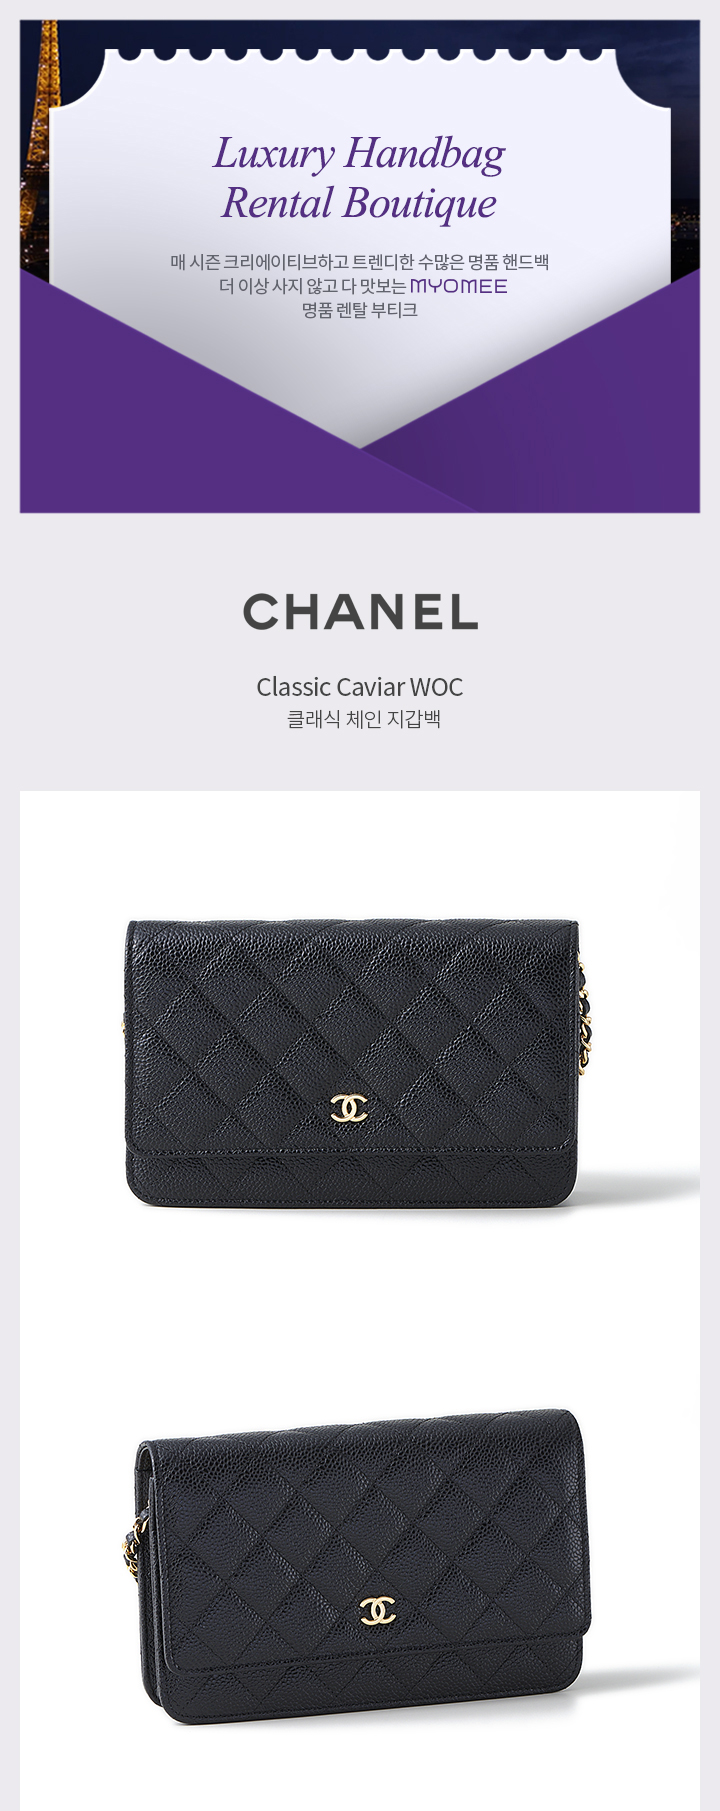 Luxury Handbag
Rental Boutique
매 시즌 크리에이티브하고 트렌디한 수많은 명품 핸드백
더 이상 사지 않고 다 맛보는 MYOMEE
명품 렌탈 부티크
CHANEL
Classic Caviar WOC
클래식 체인 지갑백